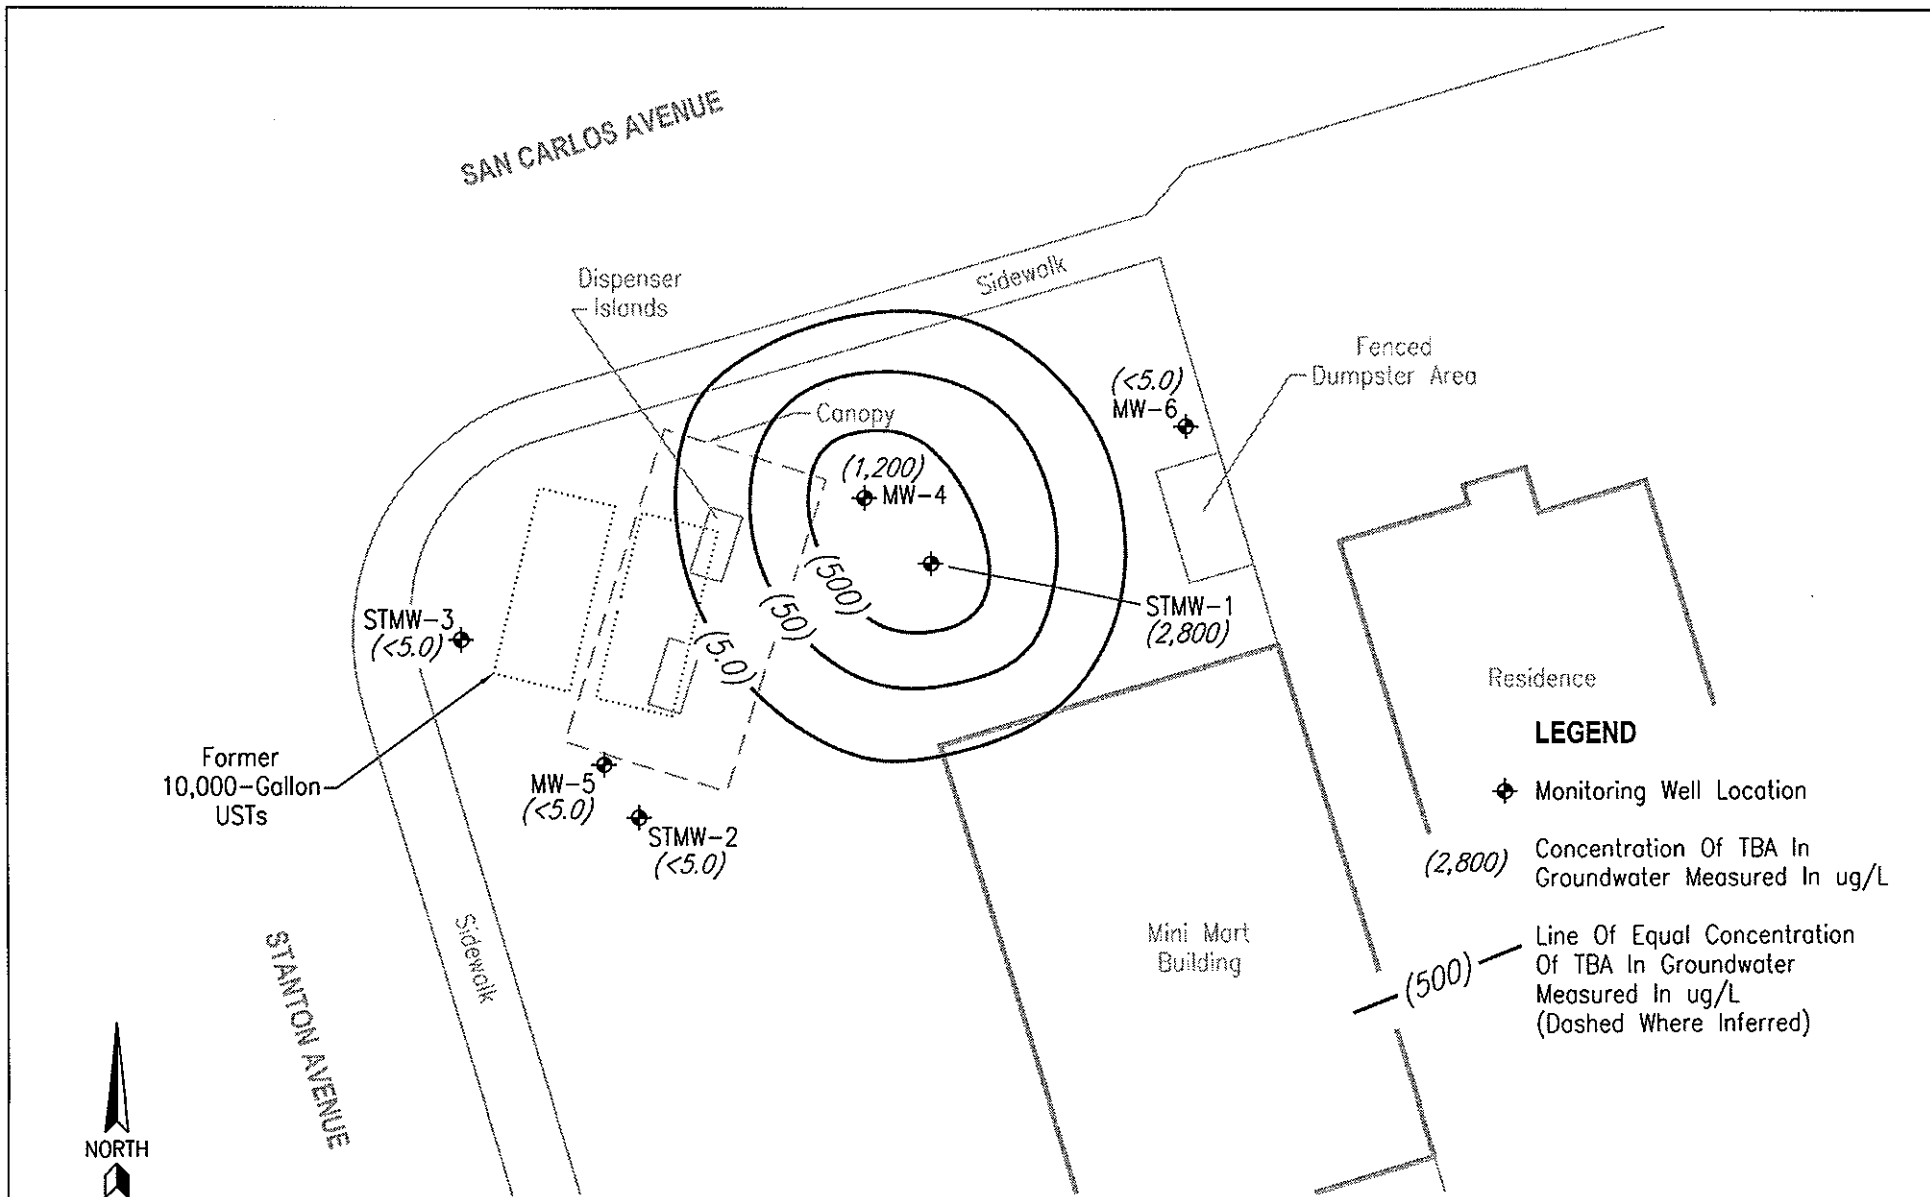 SAN CARLOS AVENUE
Dispenser
Islands
Sidewalk
Fenced
Dumpster Area
(<5.0)
MW-6
Canopy
(1,200)
MW-4
(500)
(50)
(5.0)
STMW-1
(2,800)
STMW-3
(<5.0)
Former
10,000-Gallon
USTs
MW-5
(<5.0)
STMW-2
(<5.0)
Residence
LEGEND
Monitoring Well Location
(2,800)
Concentration Of TBA In
Groundwater Measured In ug/L
(500)
Line Of Equal Concentration
Of TBA In Groundwater
Measured In ug/L
(Dashed Where Inferred)
Mini Mart
Building
Sidewalk
STANTON AVENUE
NORTH